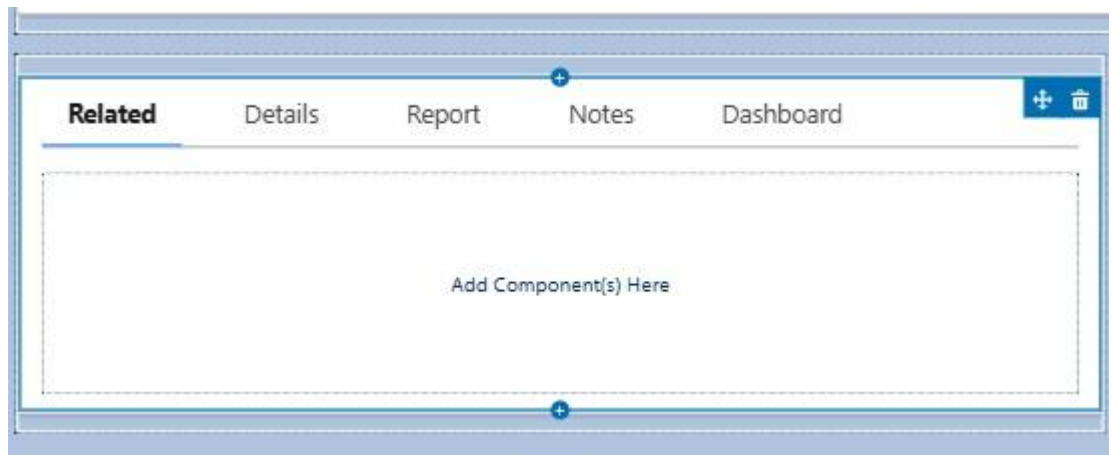 Related Details Report Notes Dashboard
Add Component(s) Here